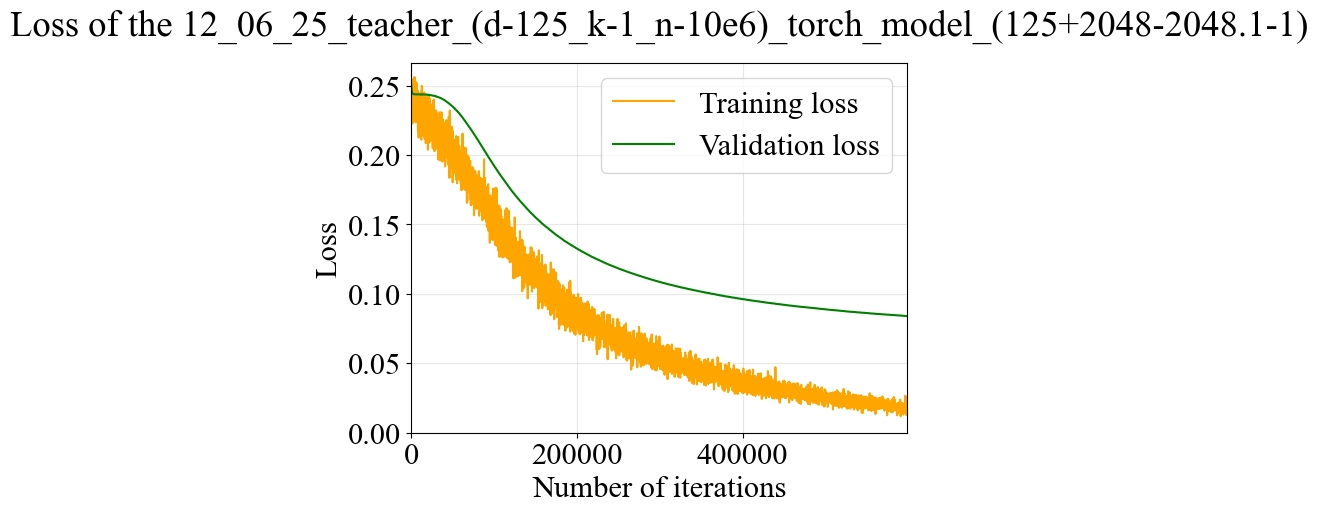 Loss of the 12_06_25_teacher_(d-125_k-1_n-10e6)_torch_model_(125+2048-2048.1-1)
0.25
0.20
0.15
0.10
0.05
0.00
Loss
Training loss
Validation loss
0
200000
400000
Number of iterations